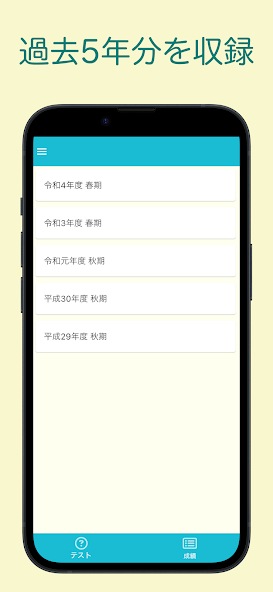 過去5年分を収録
令和4年度 春期
令和3年度 春期
令和元年度 秋期
平成30年度 秋期
平成29年度 秋期
テスト
成績